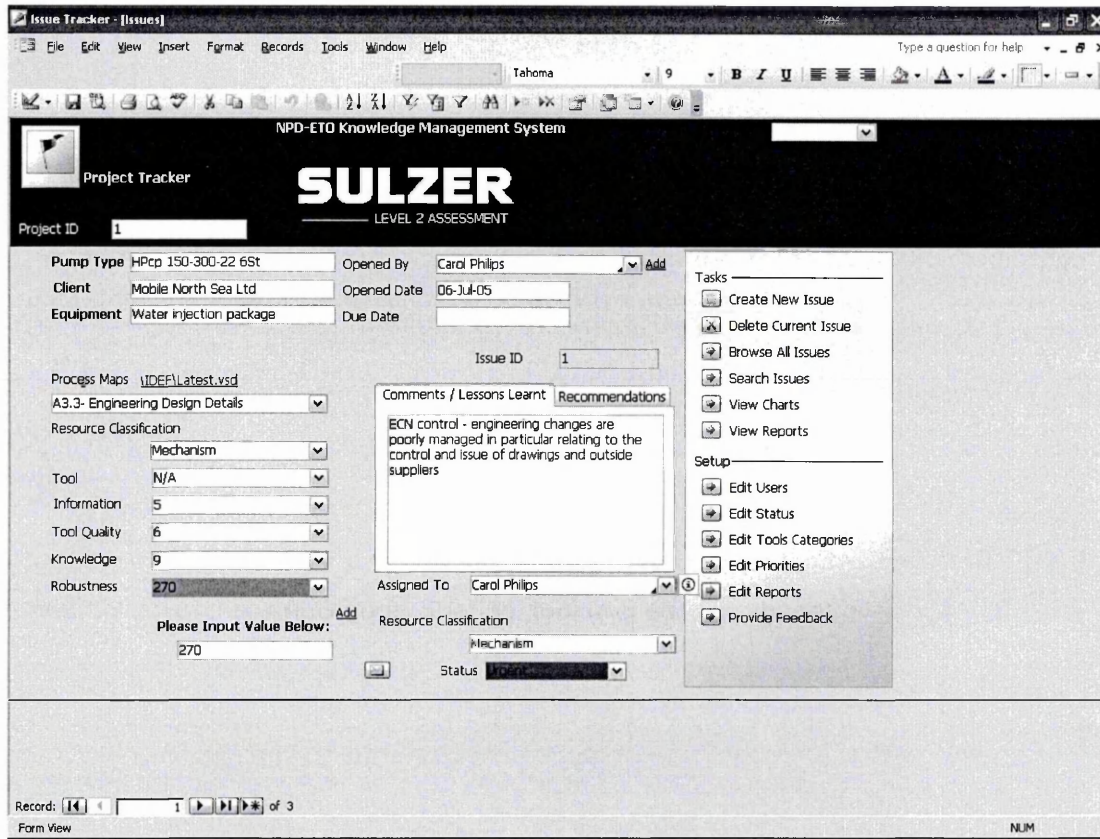 Issue Tracker - [Issues]
File Edit View Insert Format Records Tools Window Help Type a question for help
Tahoma 9 B I U
NPD-ETO Knowledge Management System
Project Tracker
SULZER
LEVEL 2 ASSESSMENT
Project ID 1
Pump Type HPcp 150-300-22 6St
Client Mobile North Sea Ltd
Equipment Water injection package
Opened By Carol Philips Add
Opened Date 06-Jul-05
Due Date
Issue ID 1
Process Maps \IDEF\Latest.vsd
A3.3- Engineering Design Details
Resource Classification
Mechanism
Tool N/A
Information 5
Tool Quality 6
Knowledge 9
Robustness 270
Add
Please Input Value Below:
270
Comments / Lessons Learnt Recommendations
ECN control - engineering changes are
poorly managed in particular relating to the
control and issue of drawings and outside
suppliers
Assigned To Carol Philips
Resource Classification
Mechanism
Status Urgent
Tasks
Create New Issue
Delete Current Issue
Browse All Issues
Search Issues
View Charts
View Reports
Setup
Edit Users
Edit Status
Edit Tools Categories
Edit Priorities
Edit Reports
Provide Feedback
Record: 1 of 3
Form View NUM